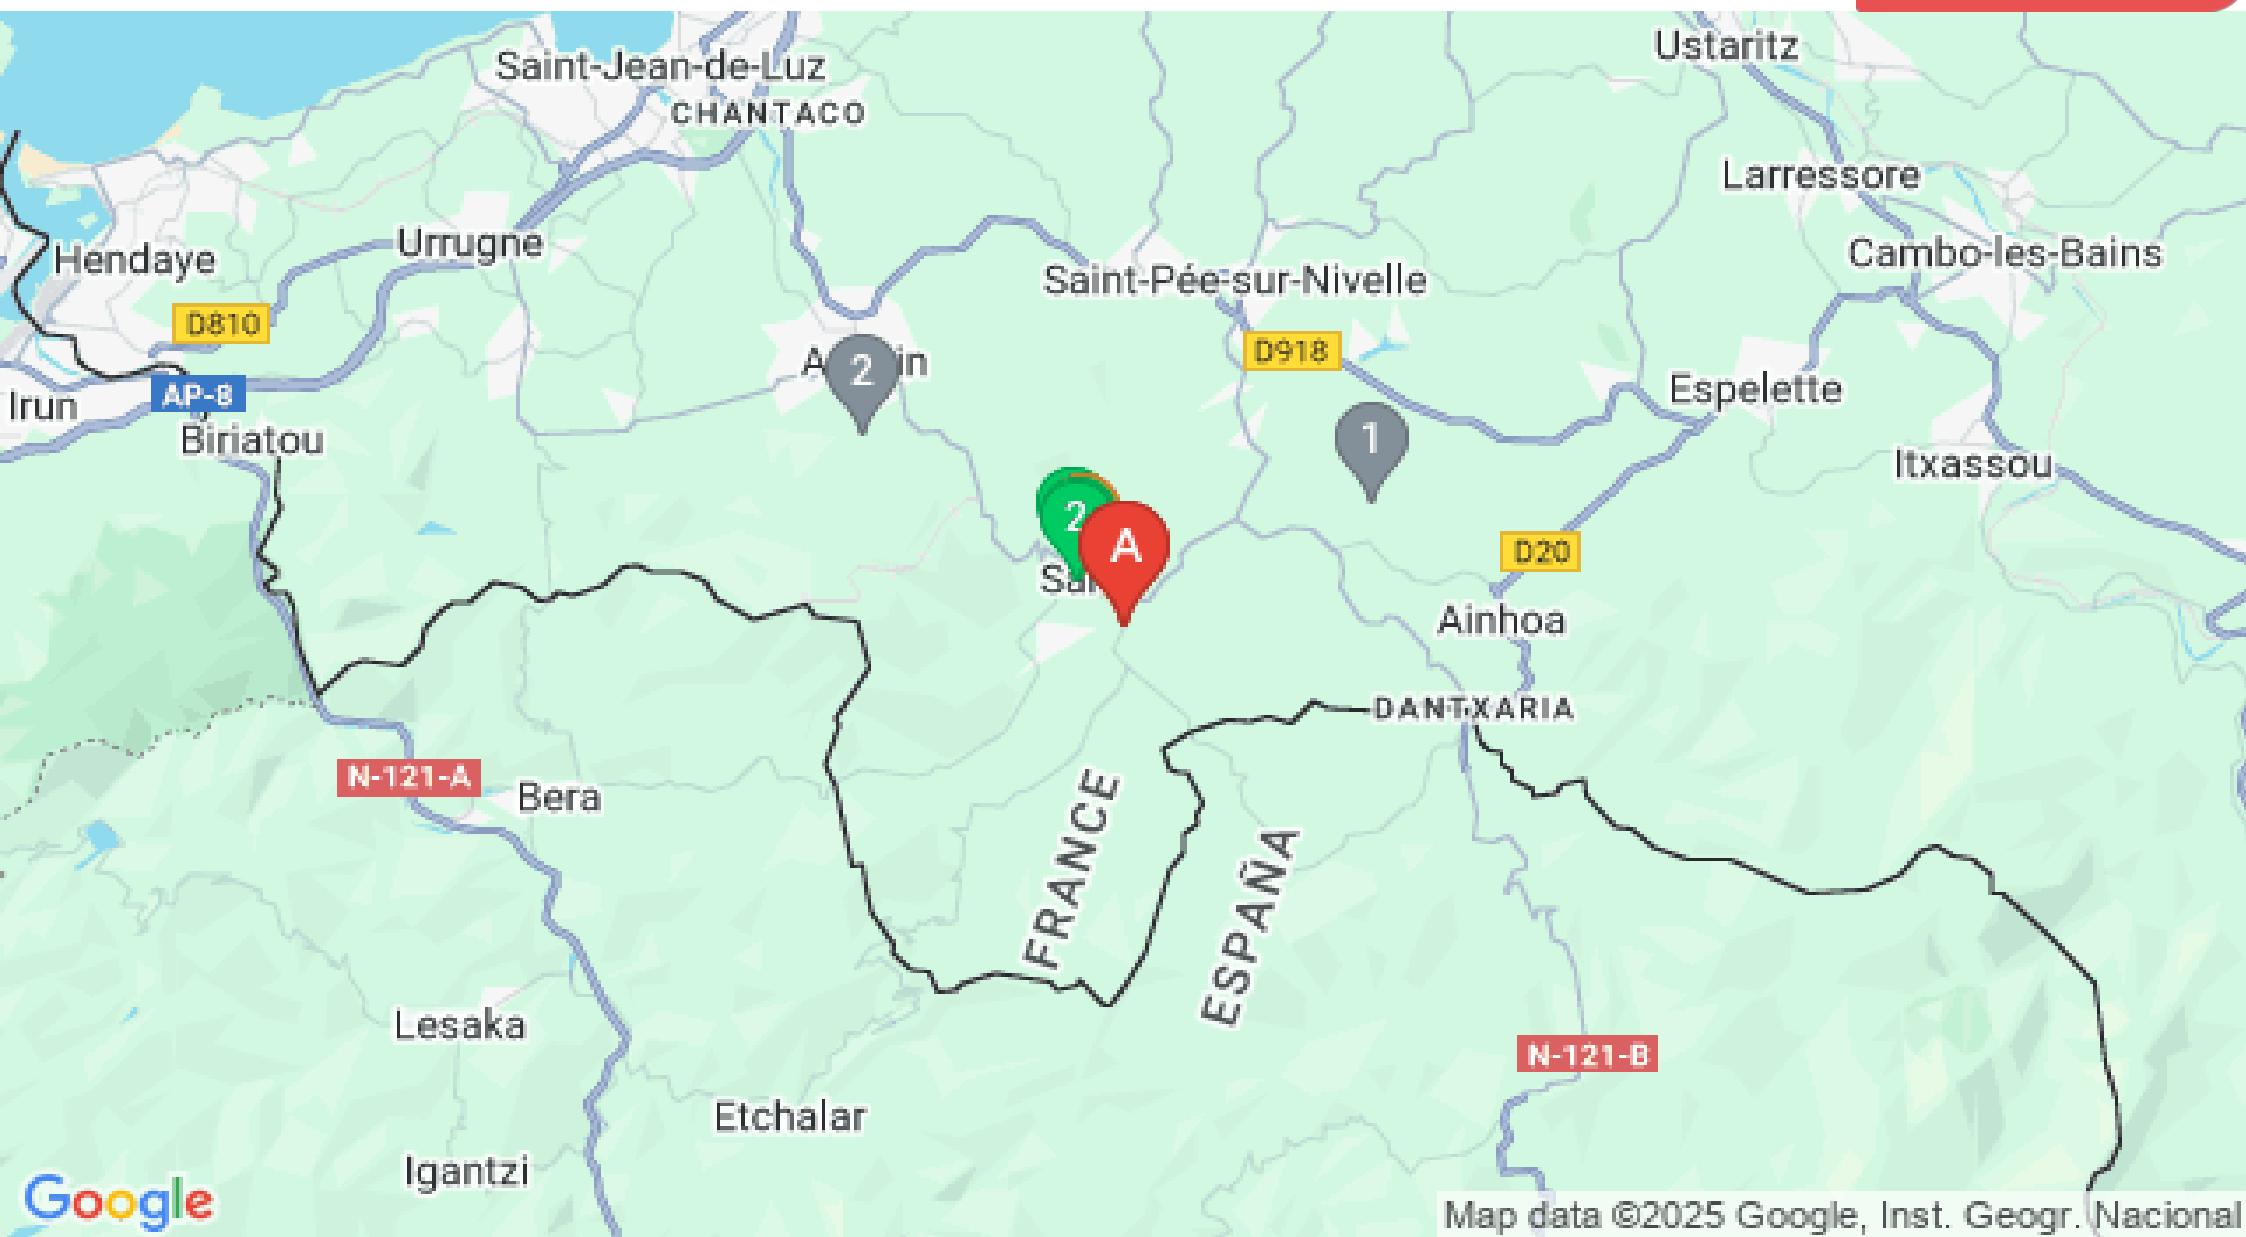 Ustaritz
Saint-Jean-de-Luz
CHANTACO
Larressore
Urrugne
Hendaye
Cambo-les-Bains
Saint-Pée-sur-Nivelle
D810
D918
2
AP-8
Espelette
Irun
1
Biriatou
Itxassou
2
A
D20
Ainhoa
DANTXARIA
N-121-A
Bera
FRANCE
ESPAÑA
Lesaka
N-121-B
Etchalar
Igantzi
Google
Map data ©2025 Google, Inst. Geogr. Nacional